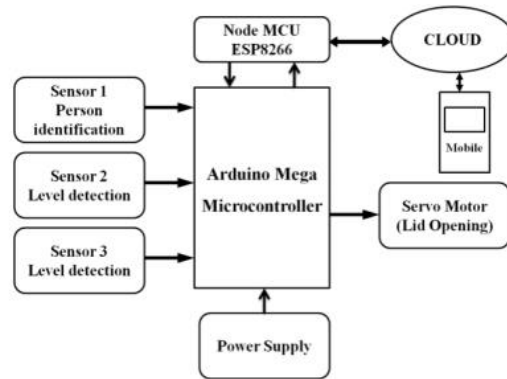 Node MCU
ESP8266
CLOUD
Sensor 1
Person
identification
Mobile
Sensor 2
Level detection
Arduino Mega
Microcontroller
Servo Motor
(Lid Opening)
Sensor 3
Level detection
Power Supply